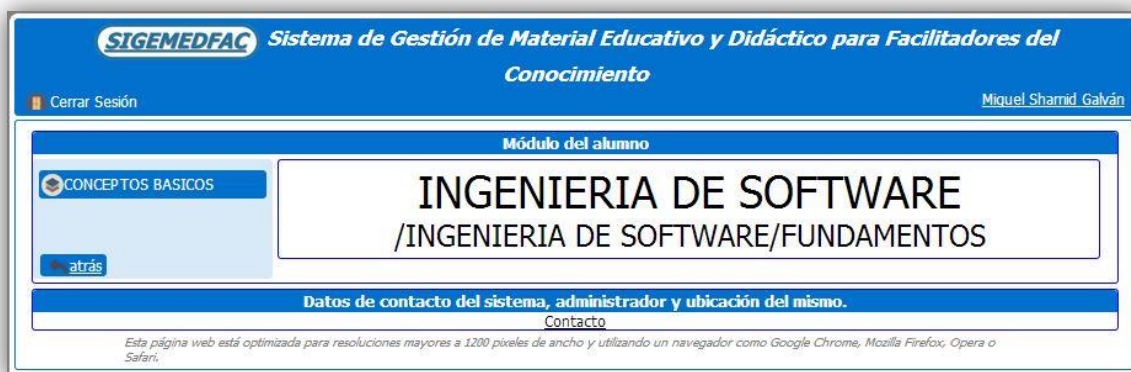 SIGEMEDFAC Sistema de Gestión de Material Educativo y Didáctico para Facilitadores del
Conocimiento
Cerrar Sesión
Miguel Shamid Galván
Módulo del alumno
CONCEPTOS BASICOS
atrás
INGENIERIA DE SOFTWARE
/INGENIERIA DE SOFTWARE/FUNDAMENTOS
Datos de contacto del sistema, administrador y ubicación del mismo.
Contacto
Esta página web está optimizada para resoluciones mayores a 1200 pixeles de ancho y utilizando un navegador como Google Chrome, Mozilla Firefox, Opera o
Safari.